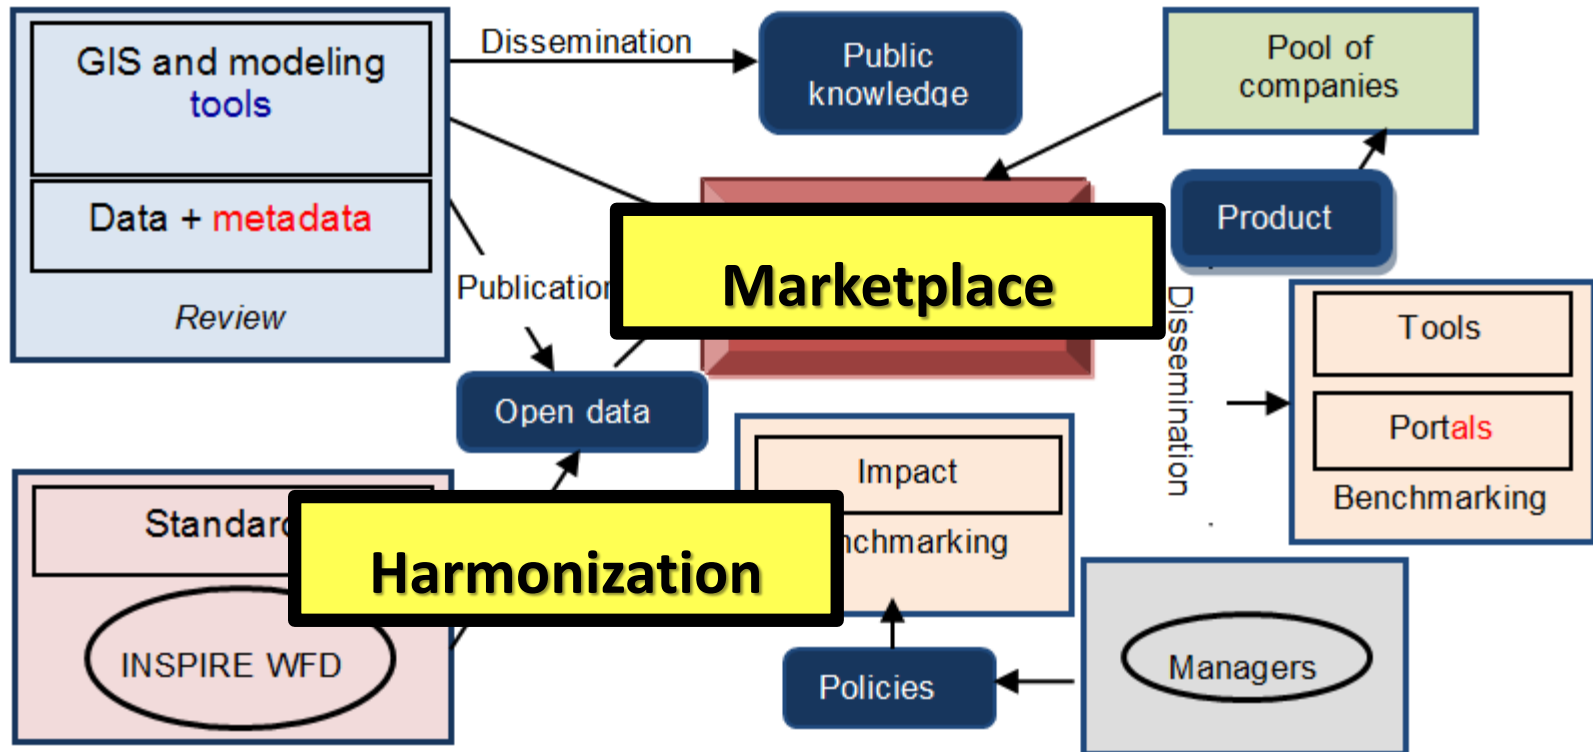 GIS and modeling
tools
Data + metadata
Review
Dissemination
Public
knowledge
Pool of
companies
Product
Marketplace
Publication
Open data
Dissemination
Tools
Portals
Benchmarking
Impact
nchmarking
Standard
Harmonization
INSPIRE WFD
Policies
Managers